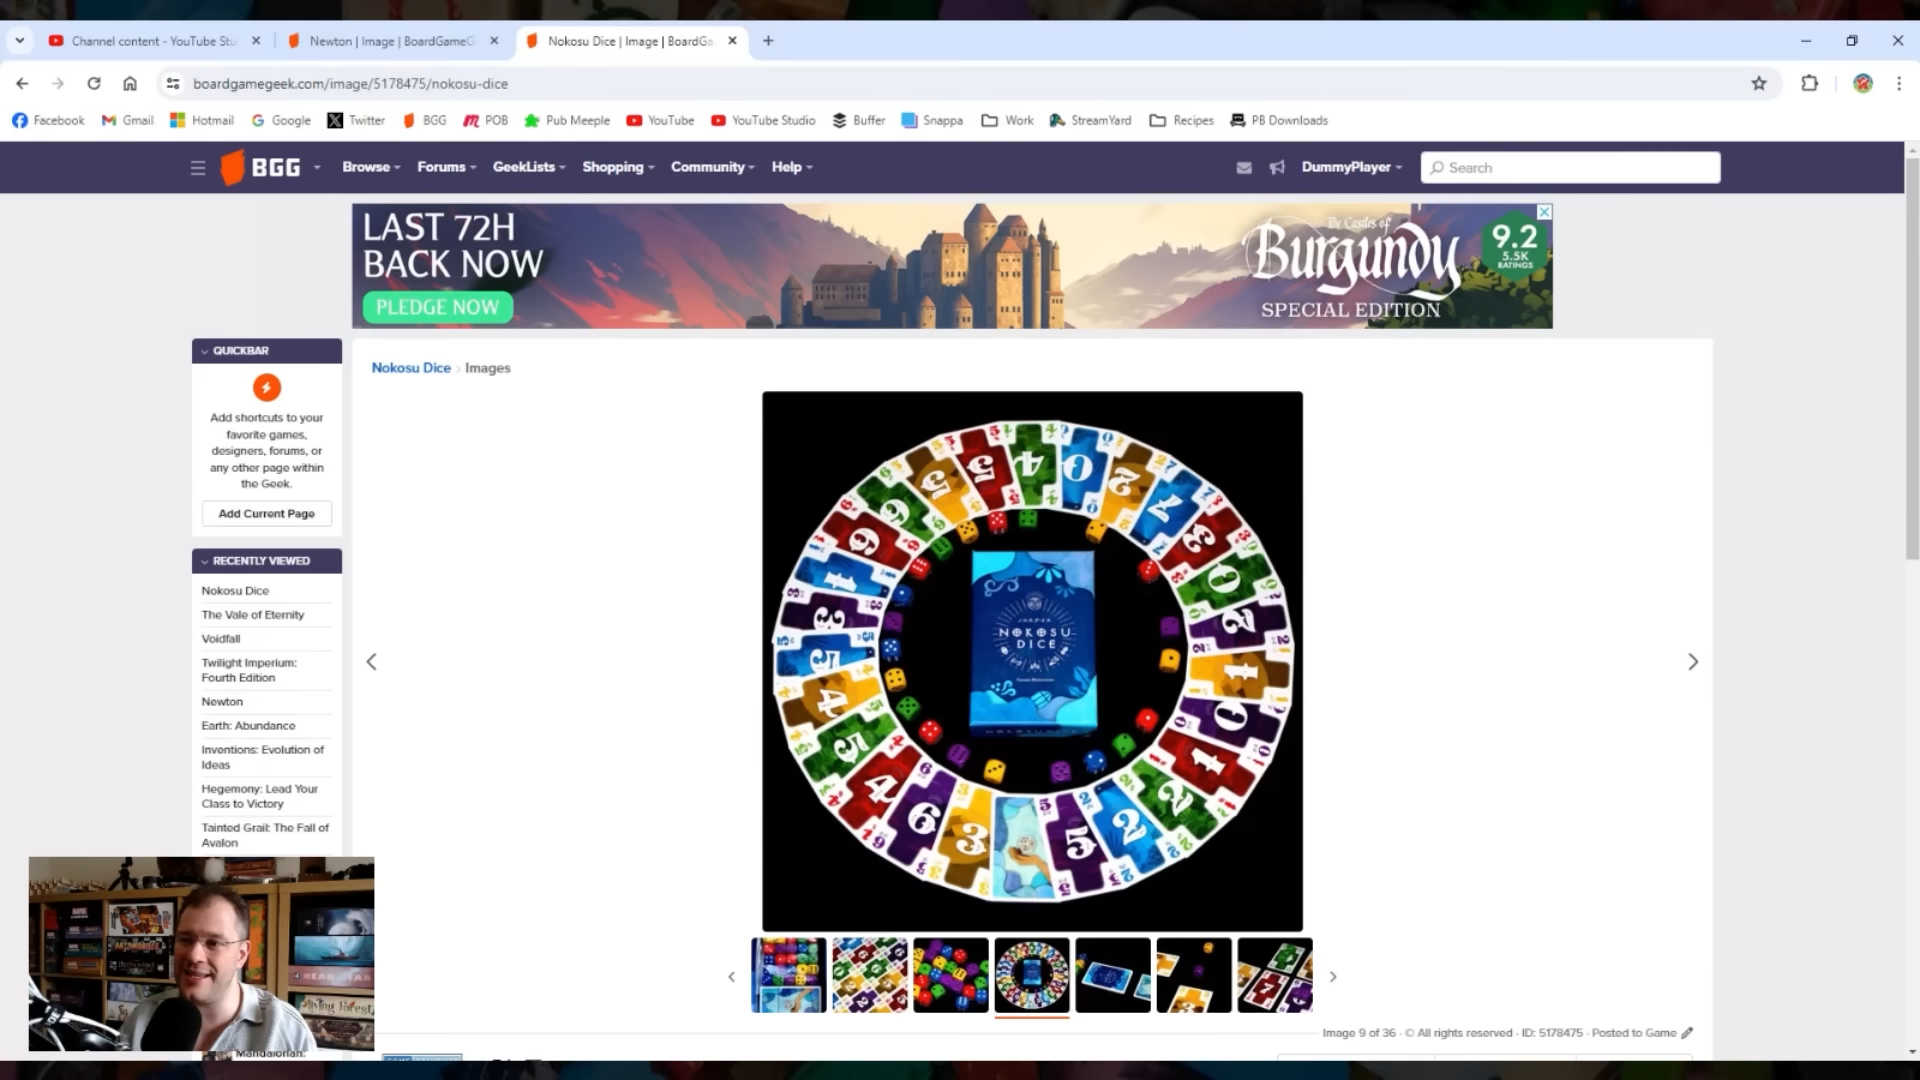 Channel content - YouTube Stu
Newton | Image | BoardGameG
Nokosu Dice | Image | BoardGa
boardgamegeek.com/image/5178475/nokosu-dice
Facebook Gmail Hotmail Google Twitter BGG POB Pub Meeple YouTube YouTube Studio Buffer Snappa Work StreamYard Recipes PB Downloads
BGG Browse Forums GeekLists Shopping Community Help DummyPlayer Search
LAST 72H
BACK NOW
PLEDGE NOW
The Castles of
Burgundy
SPECIAL EDITION
9.2
5.5K
RATINGS
QUICKBAR
Add shortcuts to your
favorite games,
designers, forums, or
any other page within
the Geek.
Add Current Page
RECENTLY VIEWED
Nokosu Dice
The Vale of Eternity
Voidfall
Twilight Imperium:
Fourth Edition
Newton
Earth: Abundance
Inventions: Evolution of
Ideas
Hegemony: Lead Your
Class to Victory
Tainted Grail: The Fall of
Avalon
Mandalorian:
Nokosu Dice > Images
NOKOSU
DICE
Image 9 of 36 · © All rights reserved · ID: 5178475 · Posted to Game